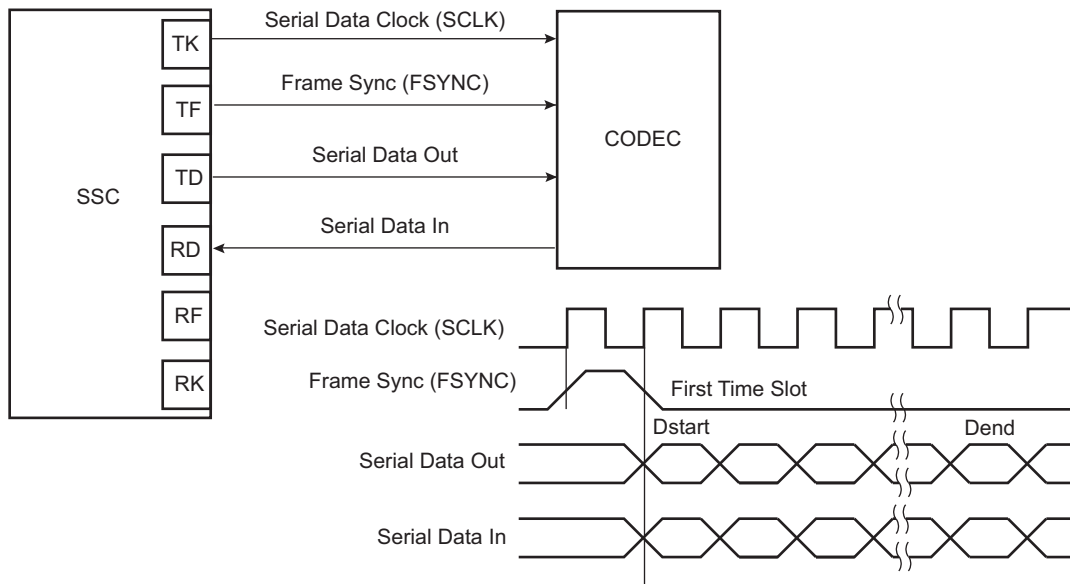 TK
Serial Data Clock (SCLK)
TF
Frame Sync (FSYNC)
CODEC
SSC
TD
Serial Data Out
RD
Serial Data In
RF
RK
Serial Data Clock (SCLK)
Frame Sync (FSYNC)
First Time Slot
Dstart
Dend
Serial Data Out
Serial Data In